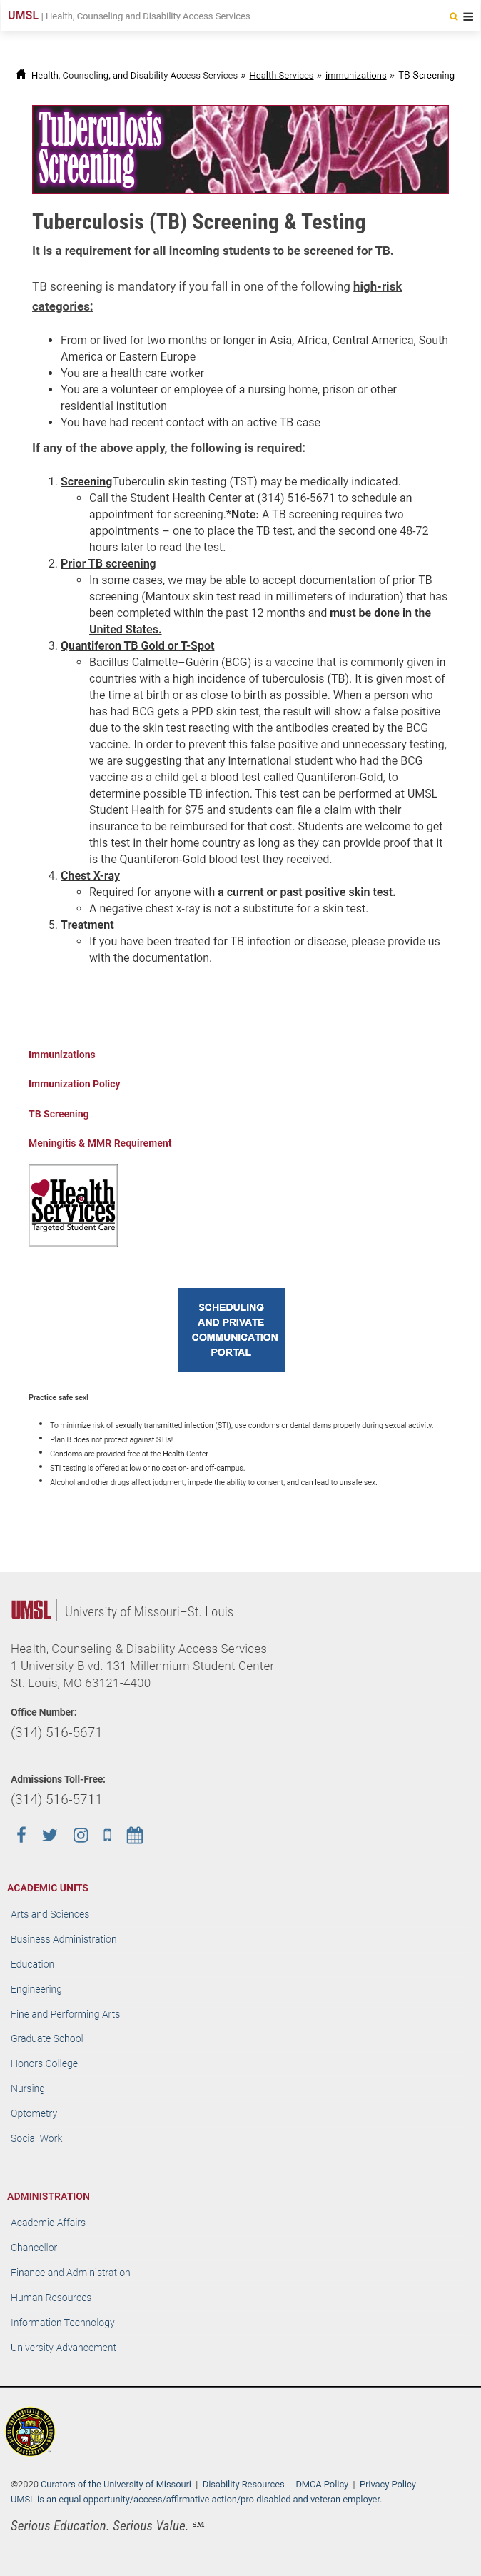 UMSL | Health, Counseling and Disability Access Services
Health, Counseling, and Disability Access Services » Health Services » immunizations » TB Screening
Tuberculosis
Screening
Tuberculosis (TB) Screening & Testing
It is a requirement for all incoming students to be screened for TB.
TB screening is mandatory if you fall in one of the following high-risk
categories:
• From or lived for two months or longer in Asia, Africa, Central America, South
America or Eastern Europe
• You are a health care worker
• You are a volunteer or employee of a nursing home, prison or other
residential institution
• You have had recent contact with an active TB case
If any of the above apply, the following is required:
1. ScreeningTuberculin skin testing (TST) may be medically indicated.
◦ Call the Student Health Center at (314) 516-5671 to schedule an
appointment for screening.*Note: A TB screening requires two
appointments – one to place the TB test, and the second one 48-72
hours later to read the test.
2. Prior TB screening
◦ In some cases, we may be able to accept documentation of prior TB
screening (Mantoux skin test read in millimeters of induration) that has
been completed within the past 12 months and must be done in the
United States.
3. Quantiferon TB Gold or T-Spot
◦ Bacillus Calmette–Guérin (BCG) is a vaccine that is commonly given in
countries with a high incidence of tuberculosis (TB). It is given most of
the time at birth or as close to birth as possible. When a person who
has had BCG gets a PPD skin test, the result will show a false positive
due to the skin test reacting with the antibodies created by the BCG
vaccine. In order to prevent this false positive and unnecessary testing,
we are suggesting that any international student who had the BCG
vaccine as a child get a blood test called Quantiferon-Gold, to
determine possible TB infection. This test can be performed at UMSL
Student Health for $75 and students can file a claim with their
insurance to be reimbursed for that cost. Students are welcome to get
this test in their home country as long as they can provide proof that it
is the Quantiferon-Gold blood test they received.
4. Chest X-ray
◦ Required for anyone with a current or past positive skin test.
◦ A negative chest x-ray is not a substitute for a skin test.
5. Treatment
◦ If you have been treated for TB infection or disease, please provide us
with the documentation.
Immunizations
Immunization Policy
TB Screening
Meningitis & MMR Requirement
Health
Services
Targeted Student Care
SCHEDULING
AND PRIVATE
COMMUNICATION
PORTAL
Practice safe sex!
• To minimize risk of sexually transmitted infection (STI), use condoms or dental dams properly during sexual activity.
• Plan B does not protect against STIs!
• Condoms are provided free at the Health Center
• STI testing is offered at low or no cost on- and off-campus.
• Alcohol and other drugs affect judgment, impede the ability to consent, and can lead to unsafe sex.
UMSL | University of Missouri–St. Louis
Health, Counseling & Disability Access Services
1 University Blvd. 131 Millennium Student Center
St. Louis, MO 63121-4400
Office Number:
(314) 516-5671
Admissions Toll-Free:
(314) 516-5711
ACADEMIC UNITS
Arts and Sciences
Business Administration
Education
Engineering
Fine and Performing Arts
Graduate School
Honors College
Nursing
Optometry
Social Work
ADMINISTRATION
Academic Affairs
Chancellor
Finance and Administration
Human Resources
Information Technology
University Advancement
©2020 Curators of the University of Missouri | Disability Resources | DMCA Policy | Privacy Policy
UMSL is an equal opportunity/access/affirmative action/pro-disabled and veteran employer.
Serious Education. Serious Value. ℠